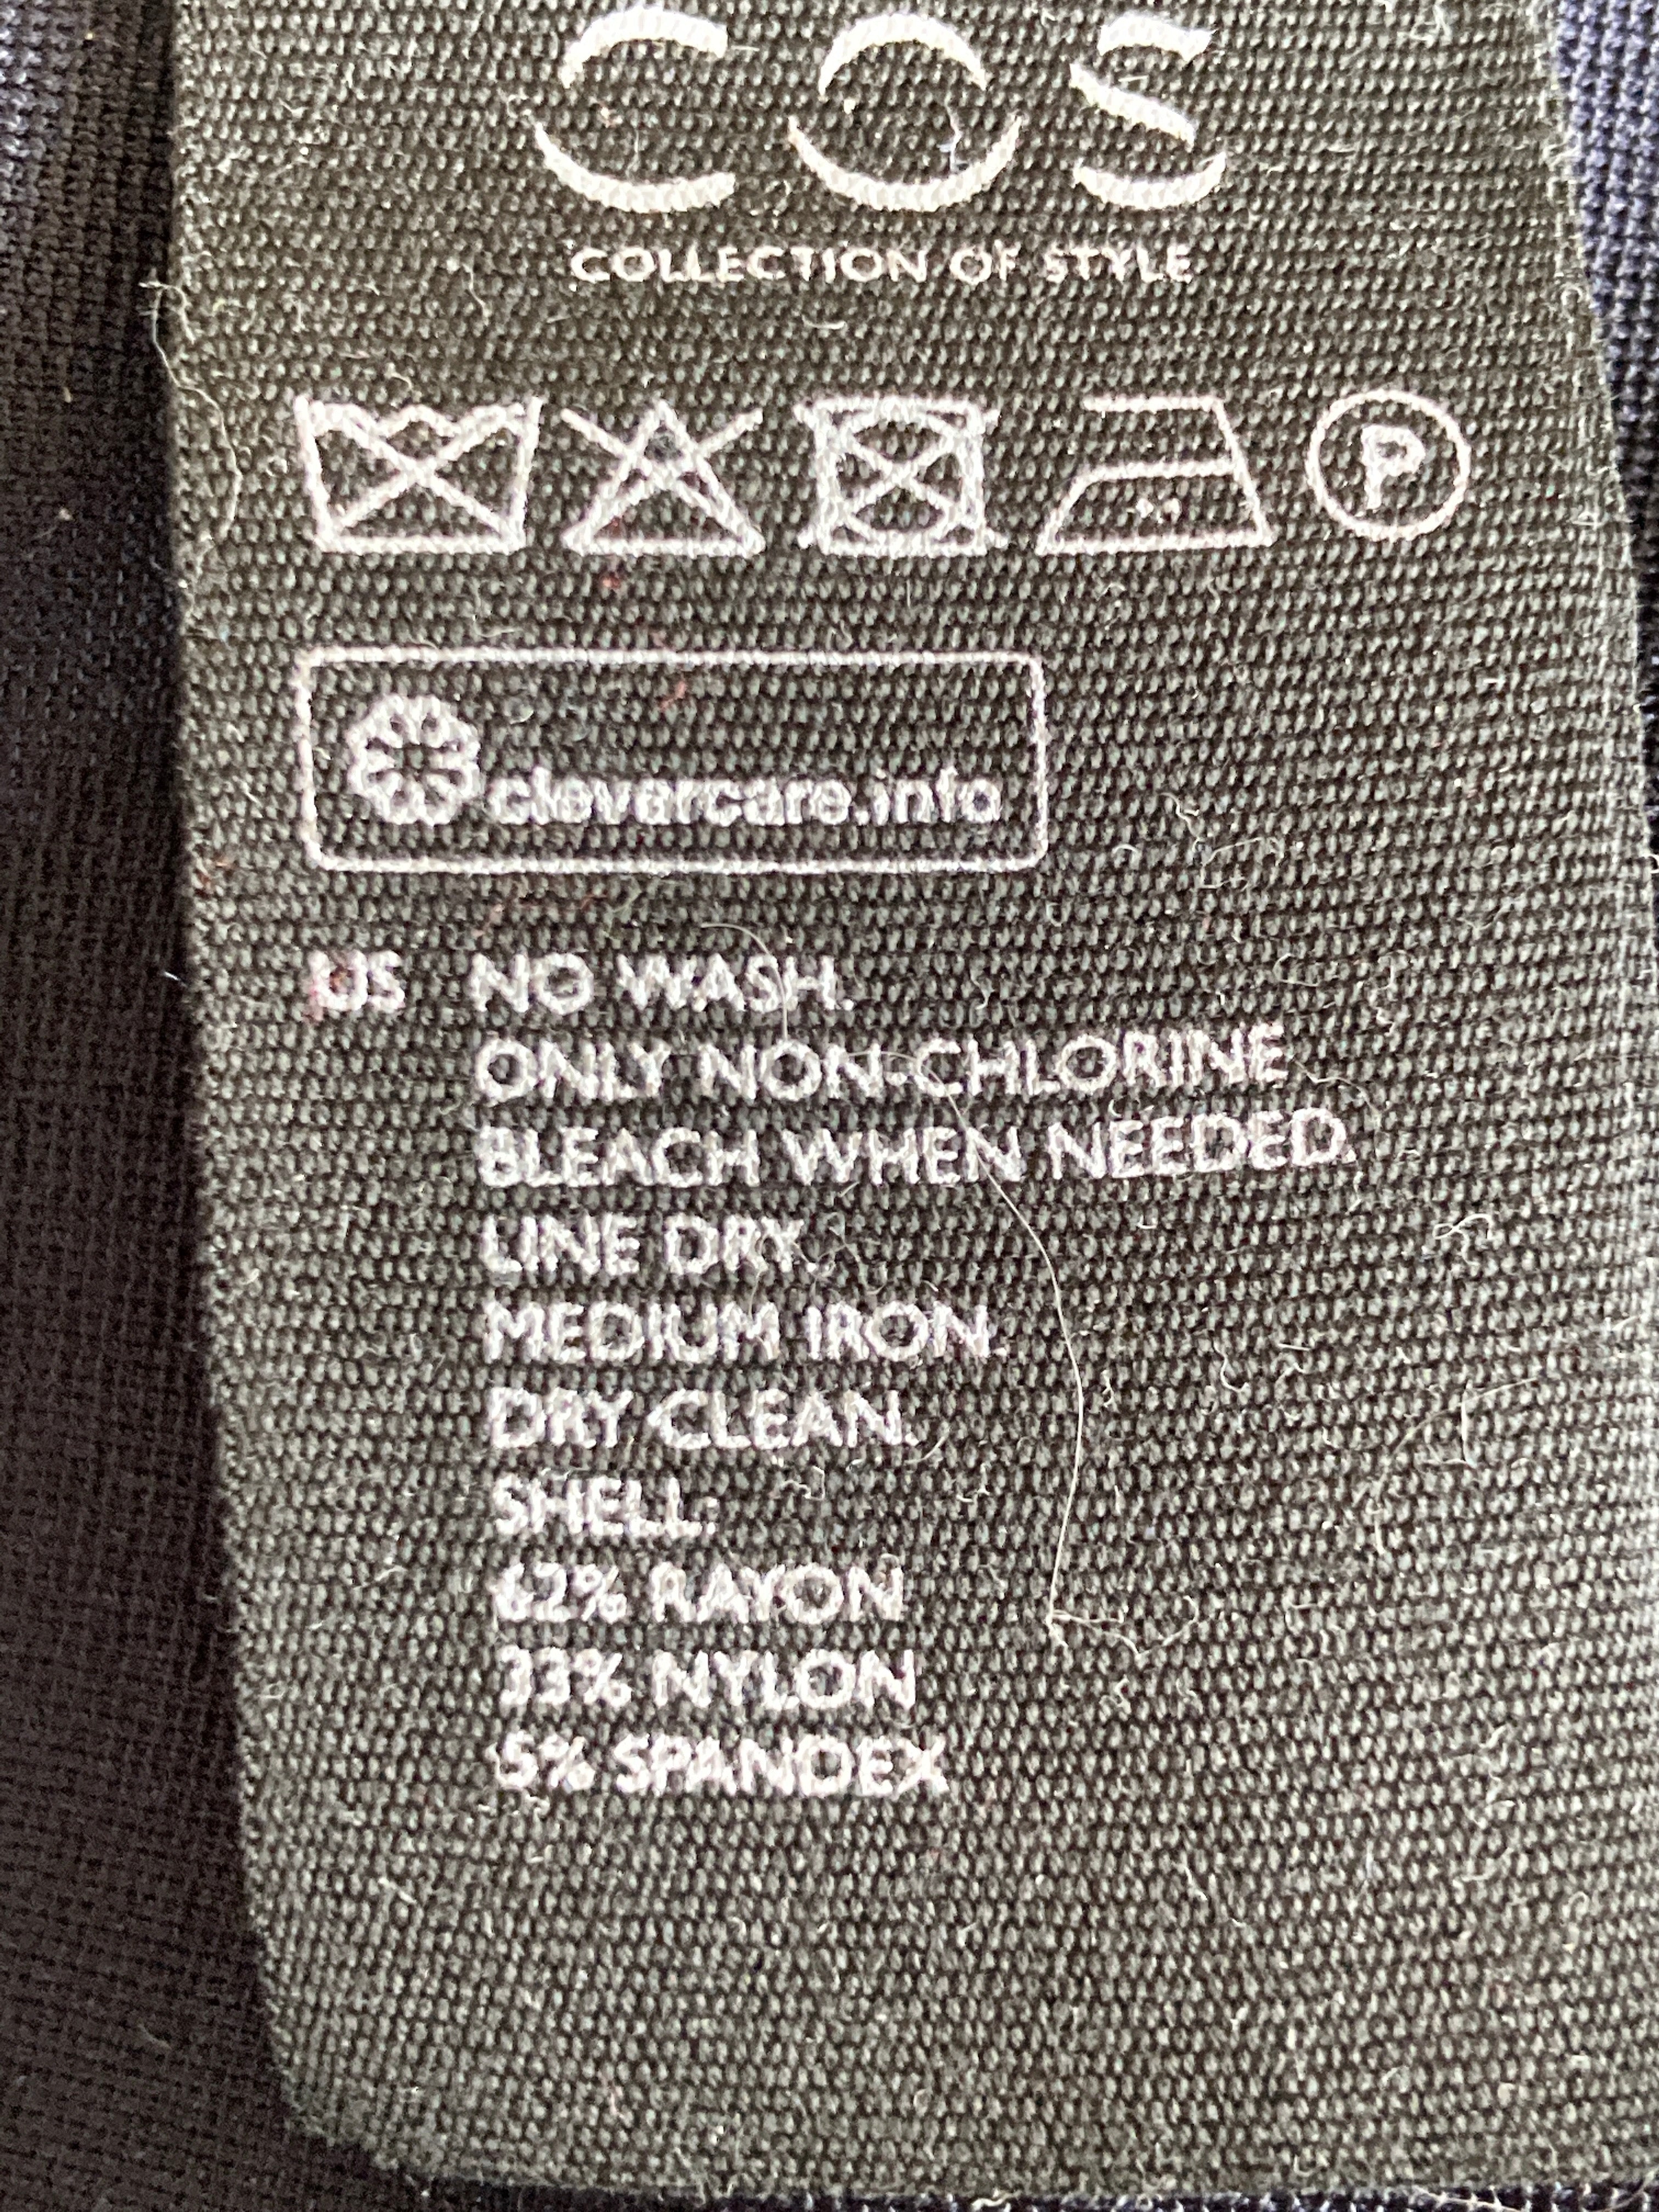 COS
COLLECTION OF STYLE
P
clevercare.info
US NO WASH.
ONLY NON-CHLORINE
BLEACH WHEN NEEDED.
LINE DRY.
MEDIUM IRON.
DRY CLEAN.
SHELL:
62% RAYON
33% NYLON
5% SPANDEX